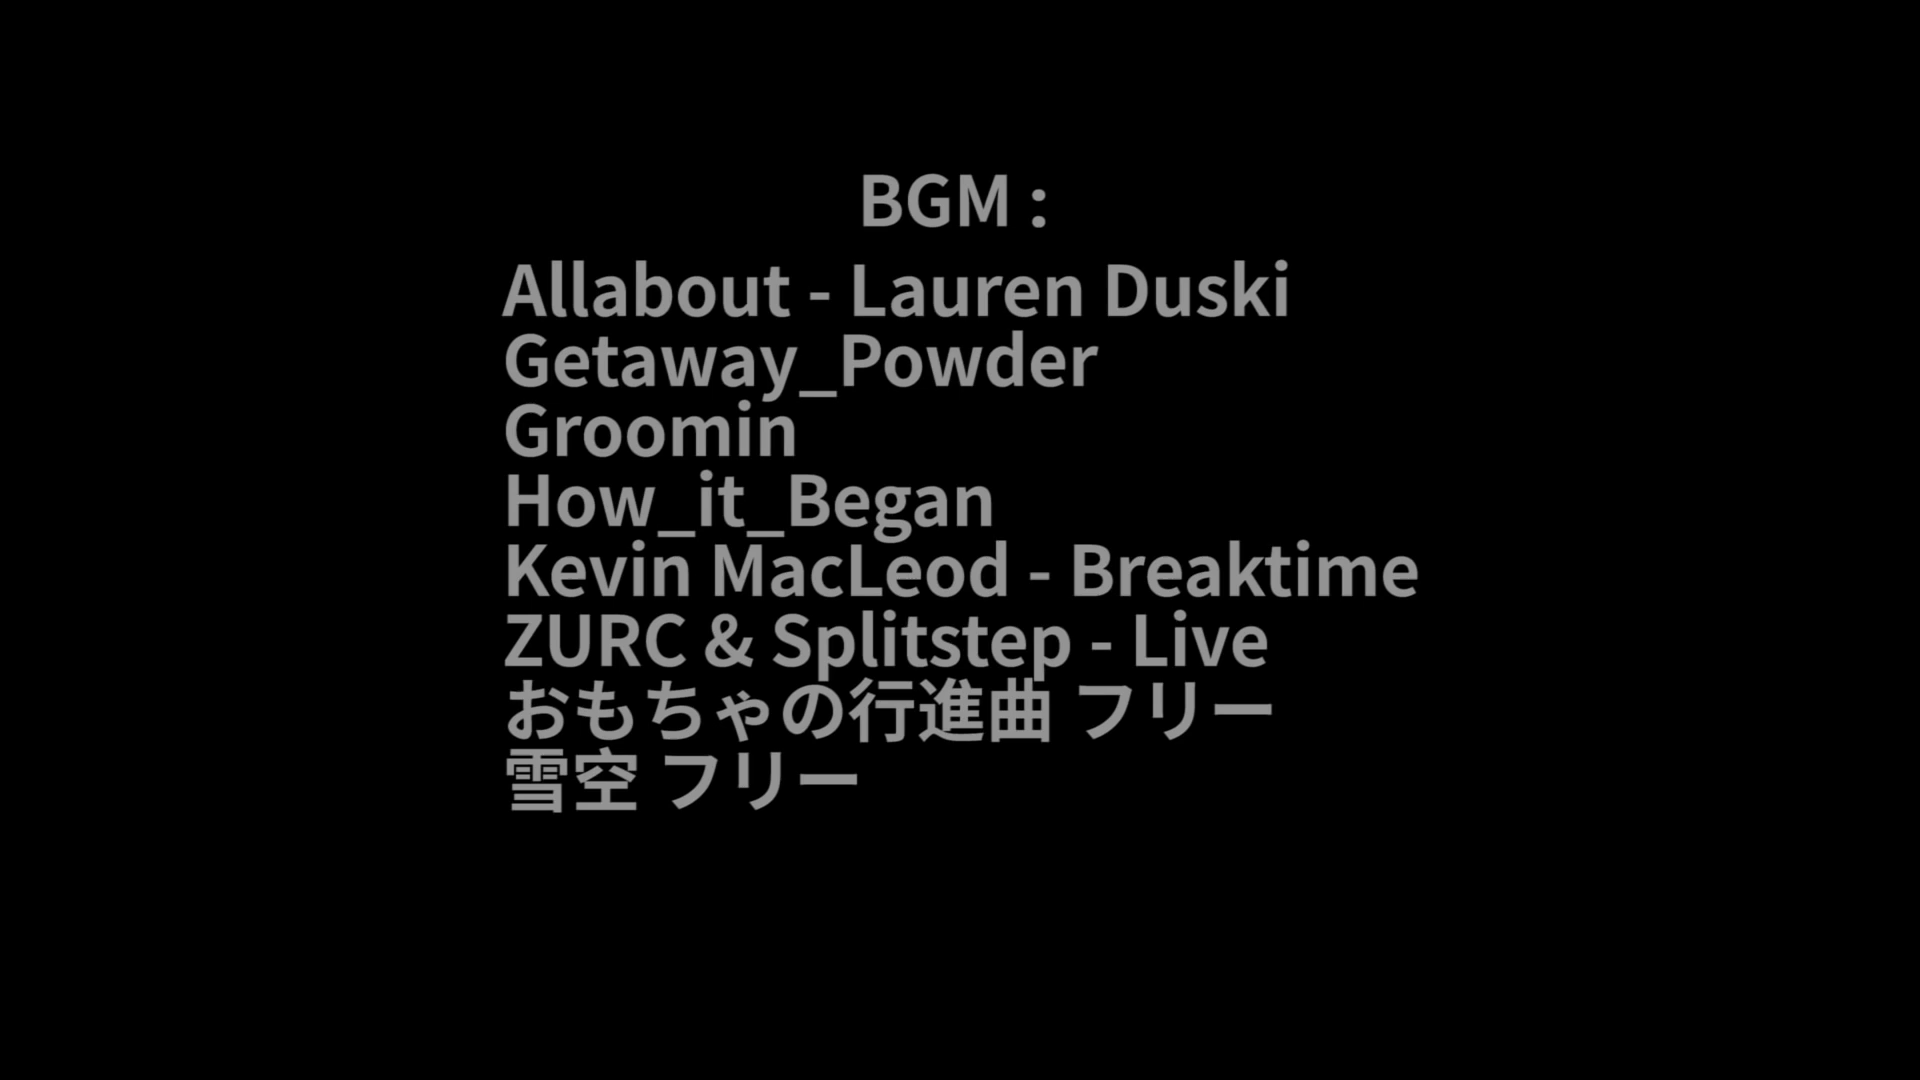 BGM :
Allabout - Lauren Duski
Getaway_Powder
Groomin
How_it_Began
Kevin MacLeod - Breaktime
ZURC & Splitstep - Live
おもちゃの行進曲 フリー
雪空 フリー